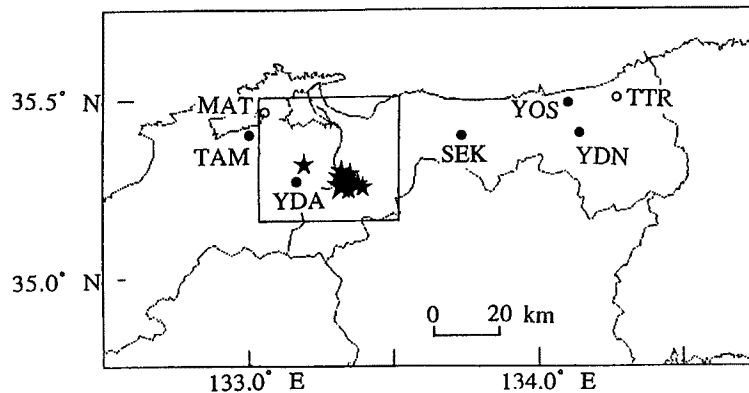 35.5° N
MAT
TAM
YDA
SEK
YOS
TTR
YDN
35.0° N
0 20 km
133.0° E
134.0° E